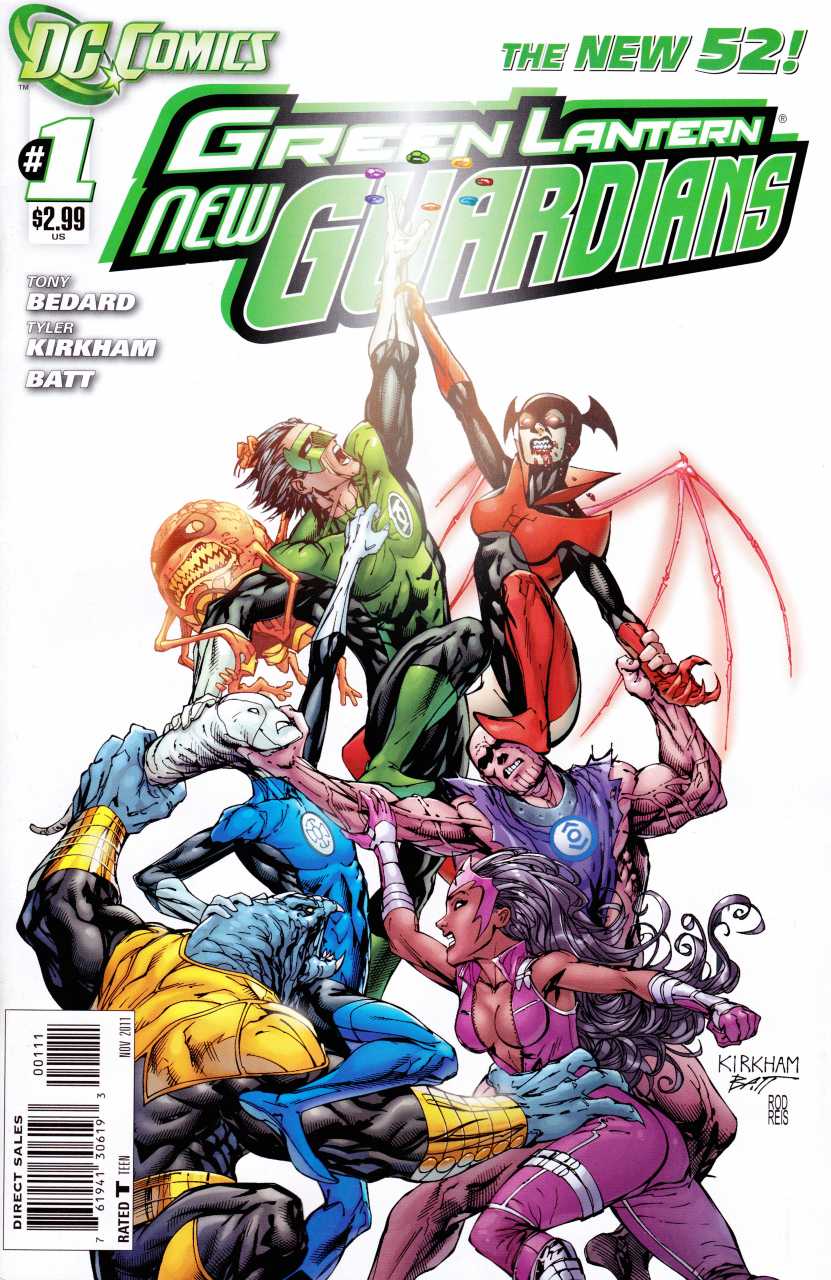 DC COMICS
TM
THE NEW 52!
#1
$2.99
US
GREEN LANTERN®
NEW GUARDIANS
TONY
BEDARD
TYLER
KIRKHAM
BATT
KIRKHAM
BATT
ROD
REIS
00111
NOV 2011
DIRECT SALES
7 61941 30619 3
RATED T TEEN